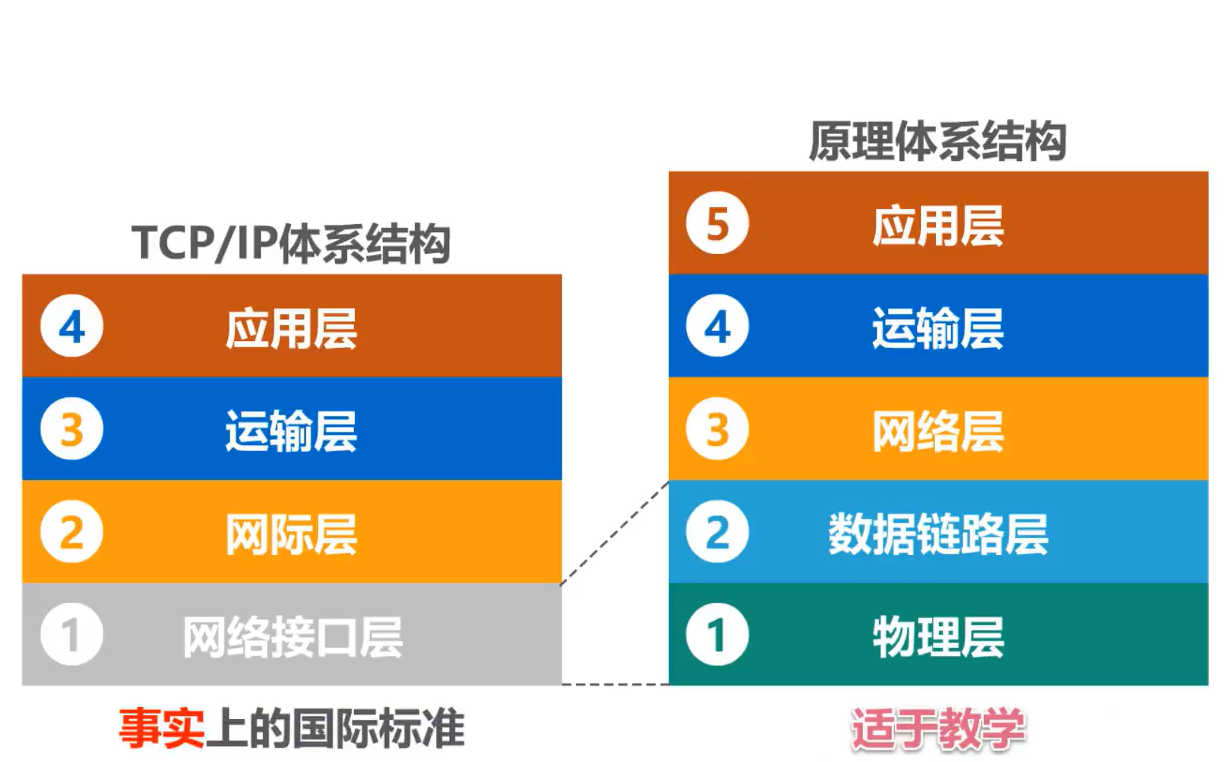 TCP/IP体系结构
4 应用层
3 运输层
2 网际层
1 网络接口层
事实上的国际标准
原理体系结构
5 应用层
4 运输层
3 网络层
2 数据链路层
1 物理层
适于教学